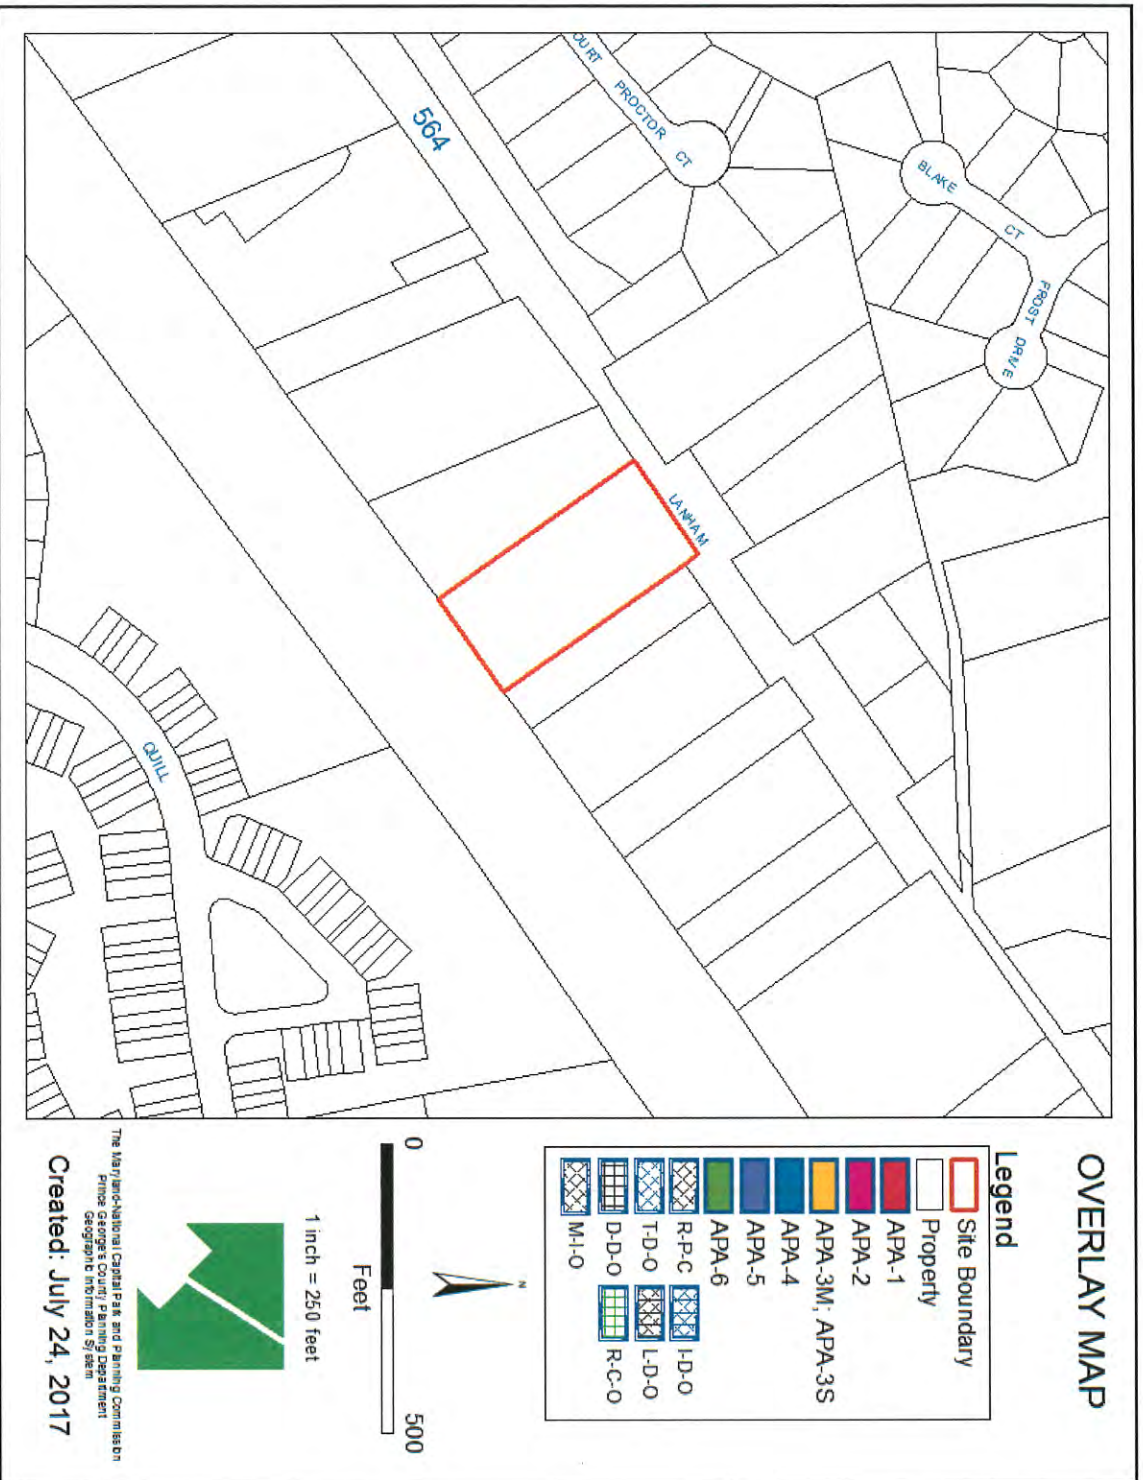 OVERLAY MAP
Legend
Site Boundary
Property
APA-1
APA-2
APA-3M; APA-3S
APA-4
APA-5
APA-6
R-P-C
T-D-O
D-D-O
M-I-O
I-D-O
L-D-O
R-C-O
N
0
500
Feet
1 inch = 250 feet
The Maryland-National Capital Park and Planning Commission
Prince George's County Planning Department
Geographic Information System
Created: July 24, 2017
BLAKE CT
FROST DRIVE
OURT
PROCTOR CT
564
LANHAM
QUILL